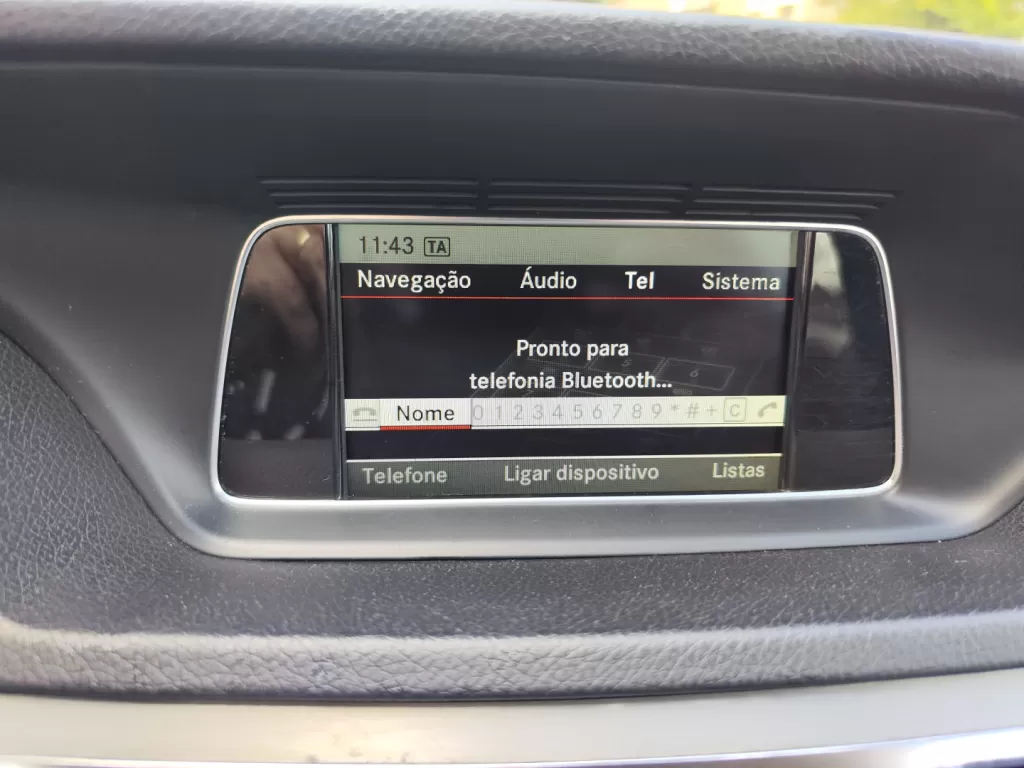 11:43 TA
Navegação Áudio Tel Sistema
Pronto para
telefonia Bluetooth...
Nome 0 1 2 3 4 5 6 7 8 9 * # + C
Telefone Ligar dispositivo Listas